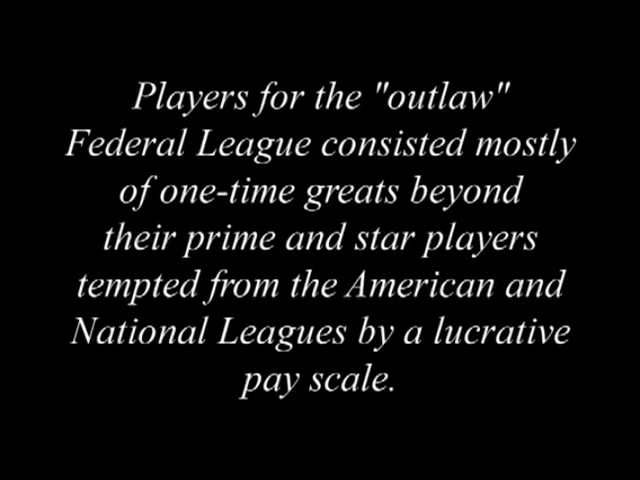 Players for the "outlaw"
Federal League consisted mostly
of one-time greats beyond
their prime and star players
tempted from the American and
National Leagues by a lucrative
pay scale.